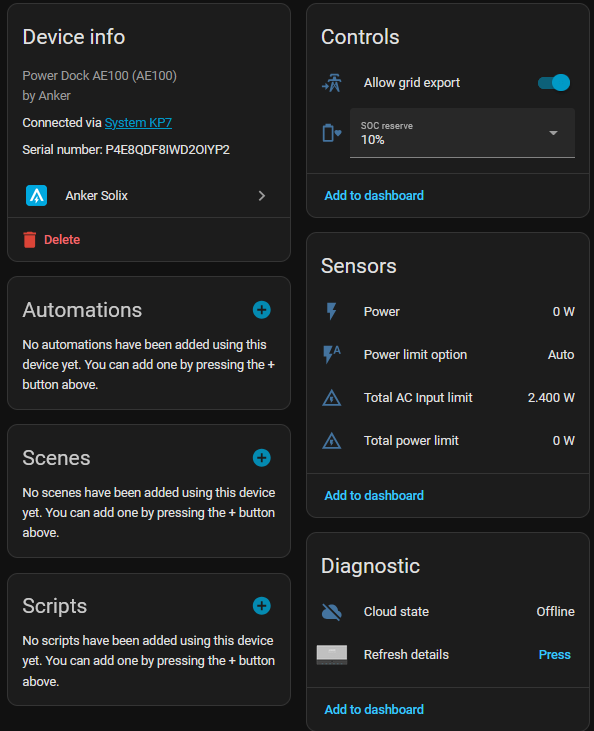 Device info
Power Dock AE100 (AE100)
by Anker
Connected via System KP7
Serial number: P4E8QDF8IWD2OIYP2
Anker Solix
Delete
Automations
No automations have been added using this
device yet. You can add one by pressing the +
button above.
Scenes
No scenes have been added using this device
yet. You can add one by pressing the + button
above.
Scripts
No scripts have been added using this device
yet. You can add one by pressing the + button
above.
Controls
Allow grid export
SOC reserve
10%
Add to dashboard
Sensors
Power 0 W
Power limit option Auto
Total AC Input limit 2.400 W
Total power limit 0 W
Add to dashboard
Diagnostic
Cloud state Offline
Refresh details Press
Add to dashboard